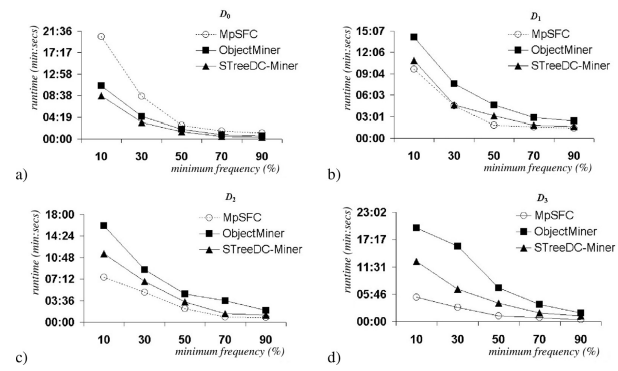 D0
runtime (min:secs)
21:36
17:17
12:58
08:38
04:19
00:00
MpSFC
ObjectMiner
STreeDC-Miner
10 30 50 70 90
minimum frequency (%)
a)
D1
runtime (min:secs)
15:07
12:06
09:04
06:03
03:01
00:00
MpSFC
ObjectMiner
STreeDC-Miner
10 30 50 70 90
minimum frequency (%)
b)
D2
runtime (min:secs)
18:00
14:24
10:48
07:12
03:36
00:00
MpSFC
ObjectMiner
STreeDC-Miner
10 30 50 70 90
minimum frequency (%)
c)
D3
runtime (min:secs)
23:02
17:17
11:31
05:46
00:00
MpSFC
ObjectMiner
STreeDC-Miner
10 30 50 70 90
minimum frequency (%)
d)